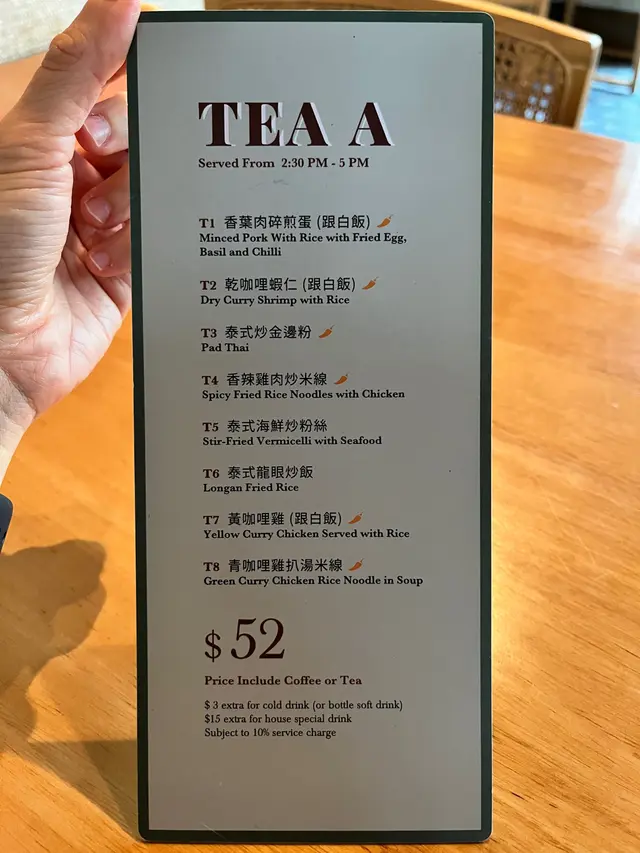 TEA A
Served From 2:30 PM - 5 PM
T1 香葉肉碎煎蛋 (跟白飯)
Minced Pork With Rice with Fried Egg,
Basil and Chilli
T2 乾咖哩蝦仁 (跟白飯)
Dry Curry Shrimp with Rice
T3 泰式炒金邊粉
Pad Thai
T4 香辣雞肉炒米線
Spicy Fried Rice Noodles with Chicken
T5 泰式海鮮炒粉絲
Stir-Fried Vermicelli with Seafood
T6 泰式龍眼炒飯
Longan Fried Rice
T7 黃咖哩雞 (跟白飯)
Yellow Curry Chicken Served with Rice
T8 青咖哩雞扒湯米線
Green Curry Chicken Rice Noodle in Soup
$ 52
Price Include Coffee or Tea
$ 3 extra for cold drink (or bottle soft drink)
$15 extra for house special drink
Subject to 10% service charge